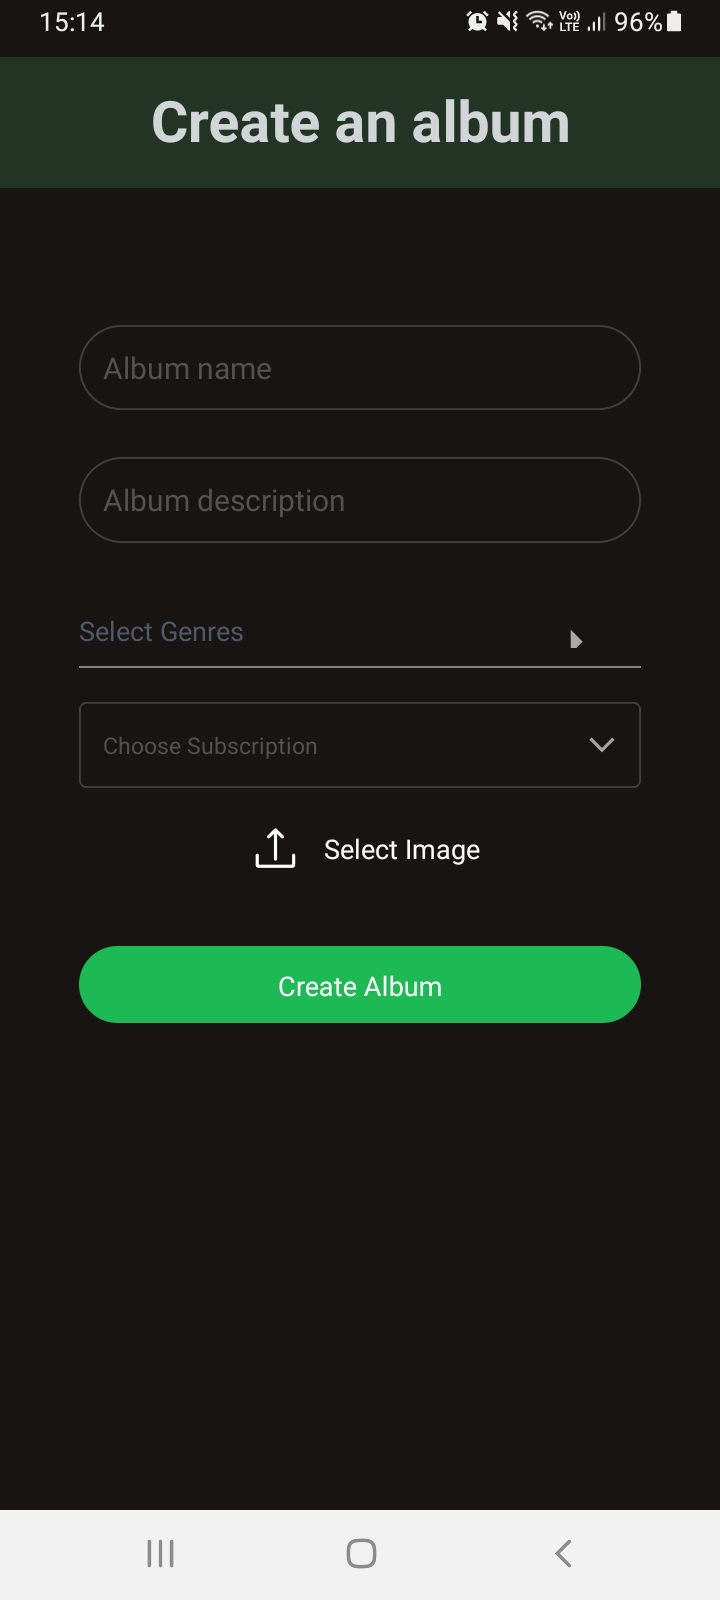 15:14
Vo)) LTE 96%
Create an album
Album name
Album description
Select Genres
Choose Subscription
Select Image
Create Album